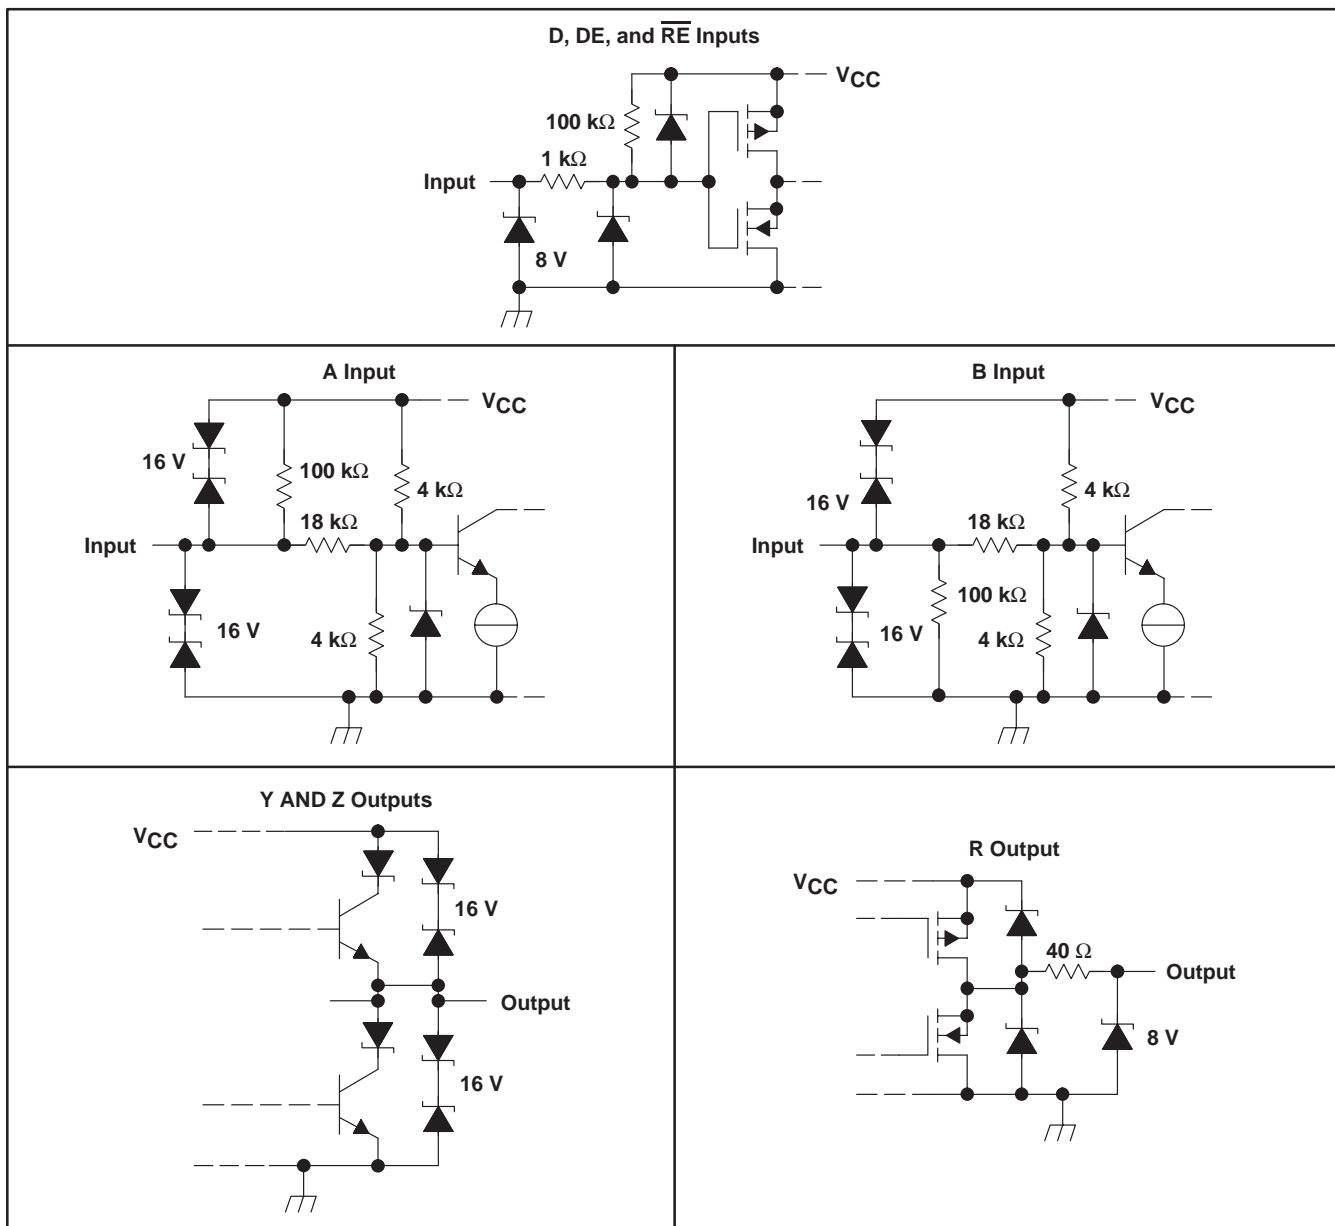 D, DE, and R̅E̅ Inputs
VCC
100 kΩ
1 kΩ
Input
8 V
A Input
VCC
16 V
100 kΩ
4 kΩ
18 kΩ
Input
16 V
4 kΩ
B Input
VCC
16 V
4 kΩ
18 kΩ
Input
100 kΩ
16 V
4 kΩ
Y AND Z Outputs
VCC
16 V
Output
16 V
R Output
VCC
40 Ω
Output
8 V